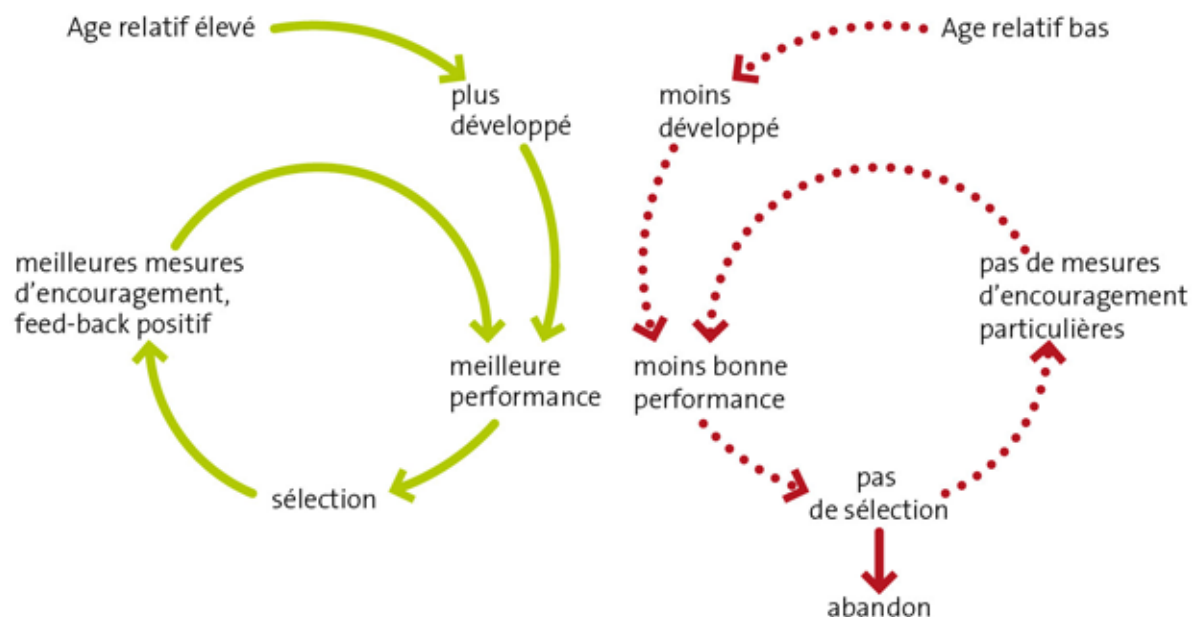 Age relatif élevé
plus
développé
meilleures mesures
d'encouragement,
feed-back positif
meilleure
performance
sélection
Age relatif bas
moins
développé
pas de mesures
d'encouragement
particulières
moins bonne
performance
pas
de sélection
abandon